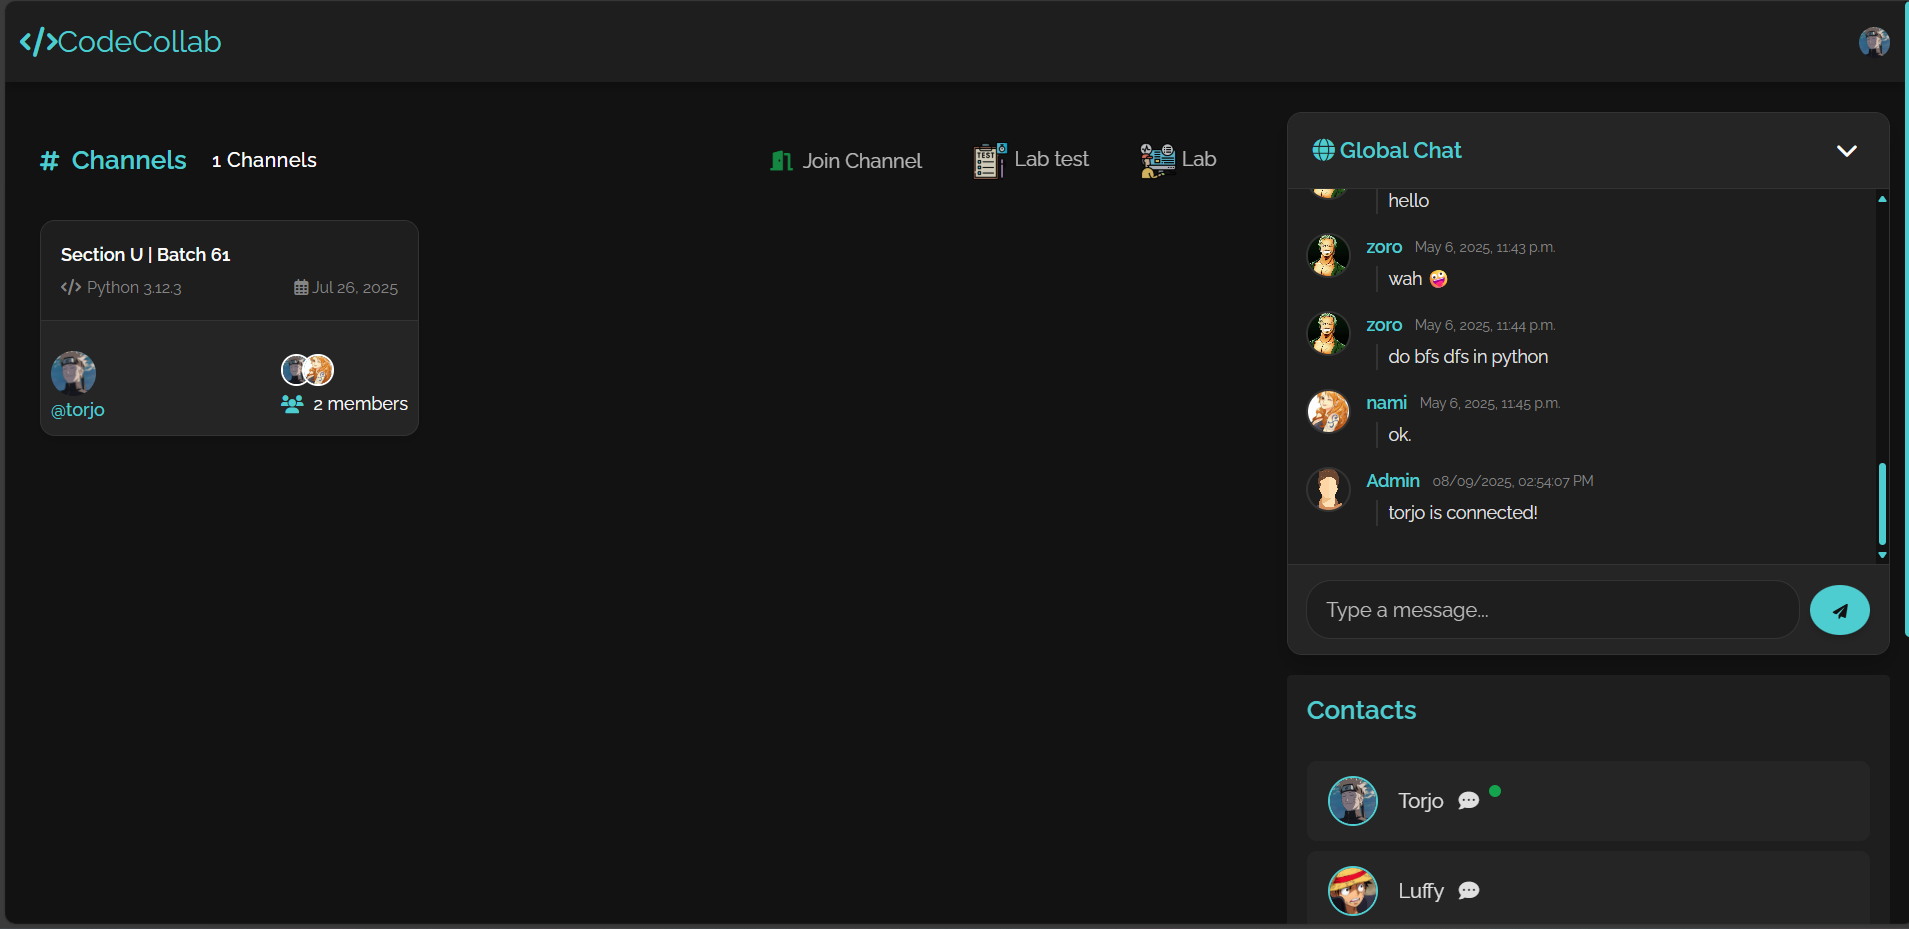 </>CodeCollab
# Channels 1 Channels
Join Channel
Lab test
Lab
Section U | Batch 61
</> Python 3.12.3
Jul 26, 2025
@torjo
2 members
Global Chat
hello
zoro May 6, 2025, 11:43 p.m.
wah 🤪
zoro May 6, 2025, 11:44 p.m.
do bfs dfs in python
nami May 6, 2025, 11:45 p.m.
ok.
Admin 08/09/2025, 02:54:07 PM
torjo is connected!
Type a message...
Contacts
Torjo
Luffy